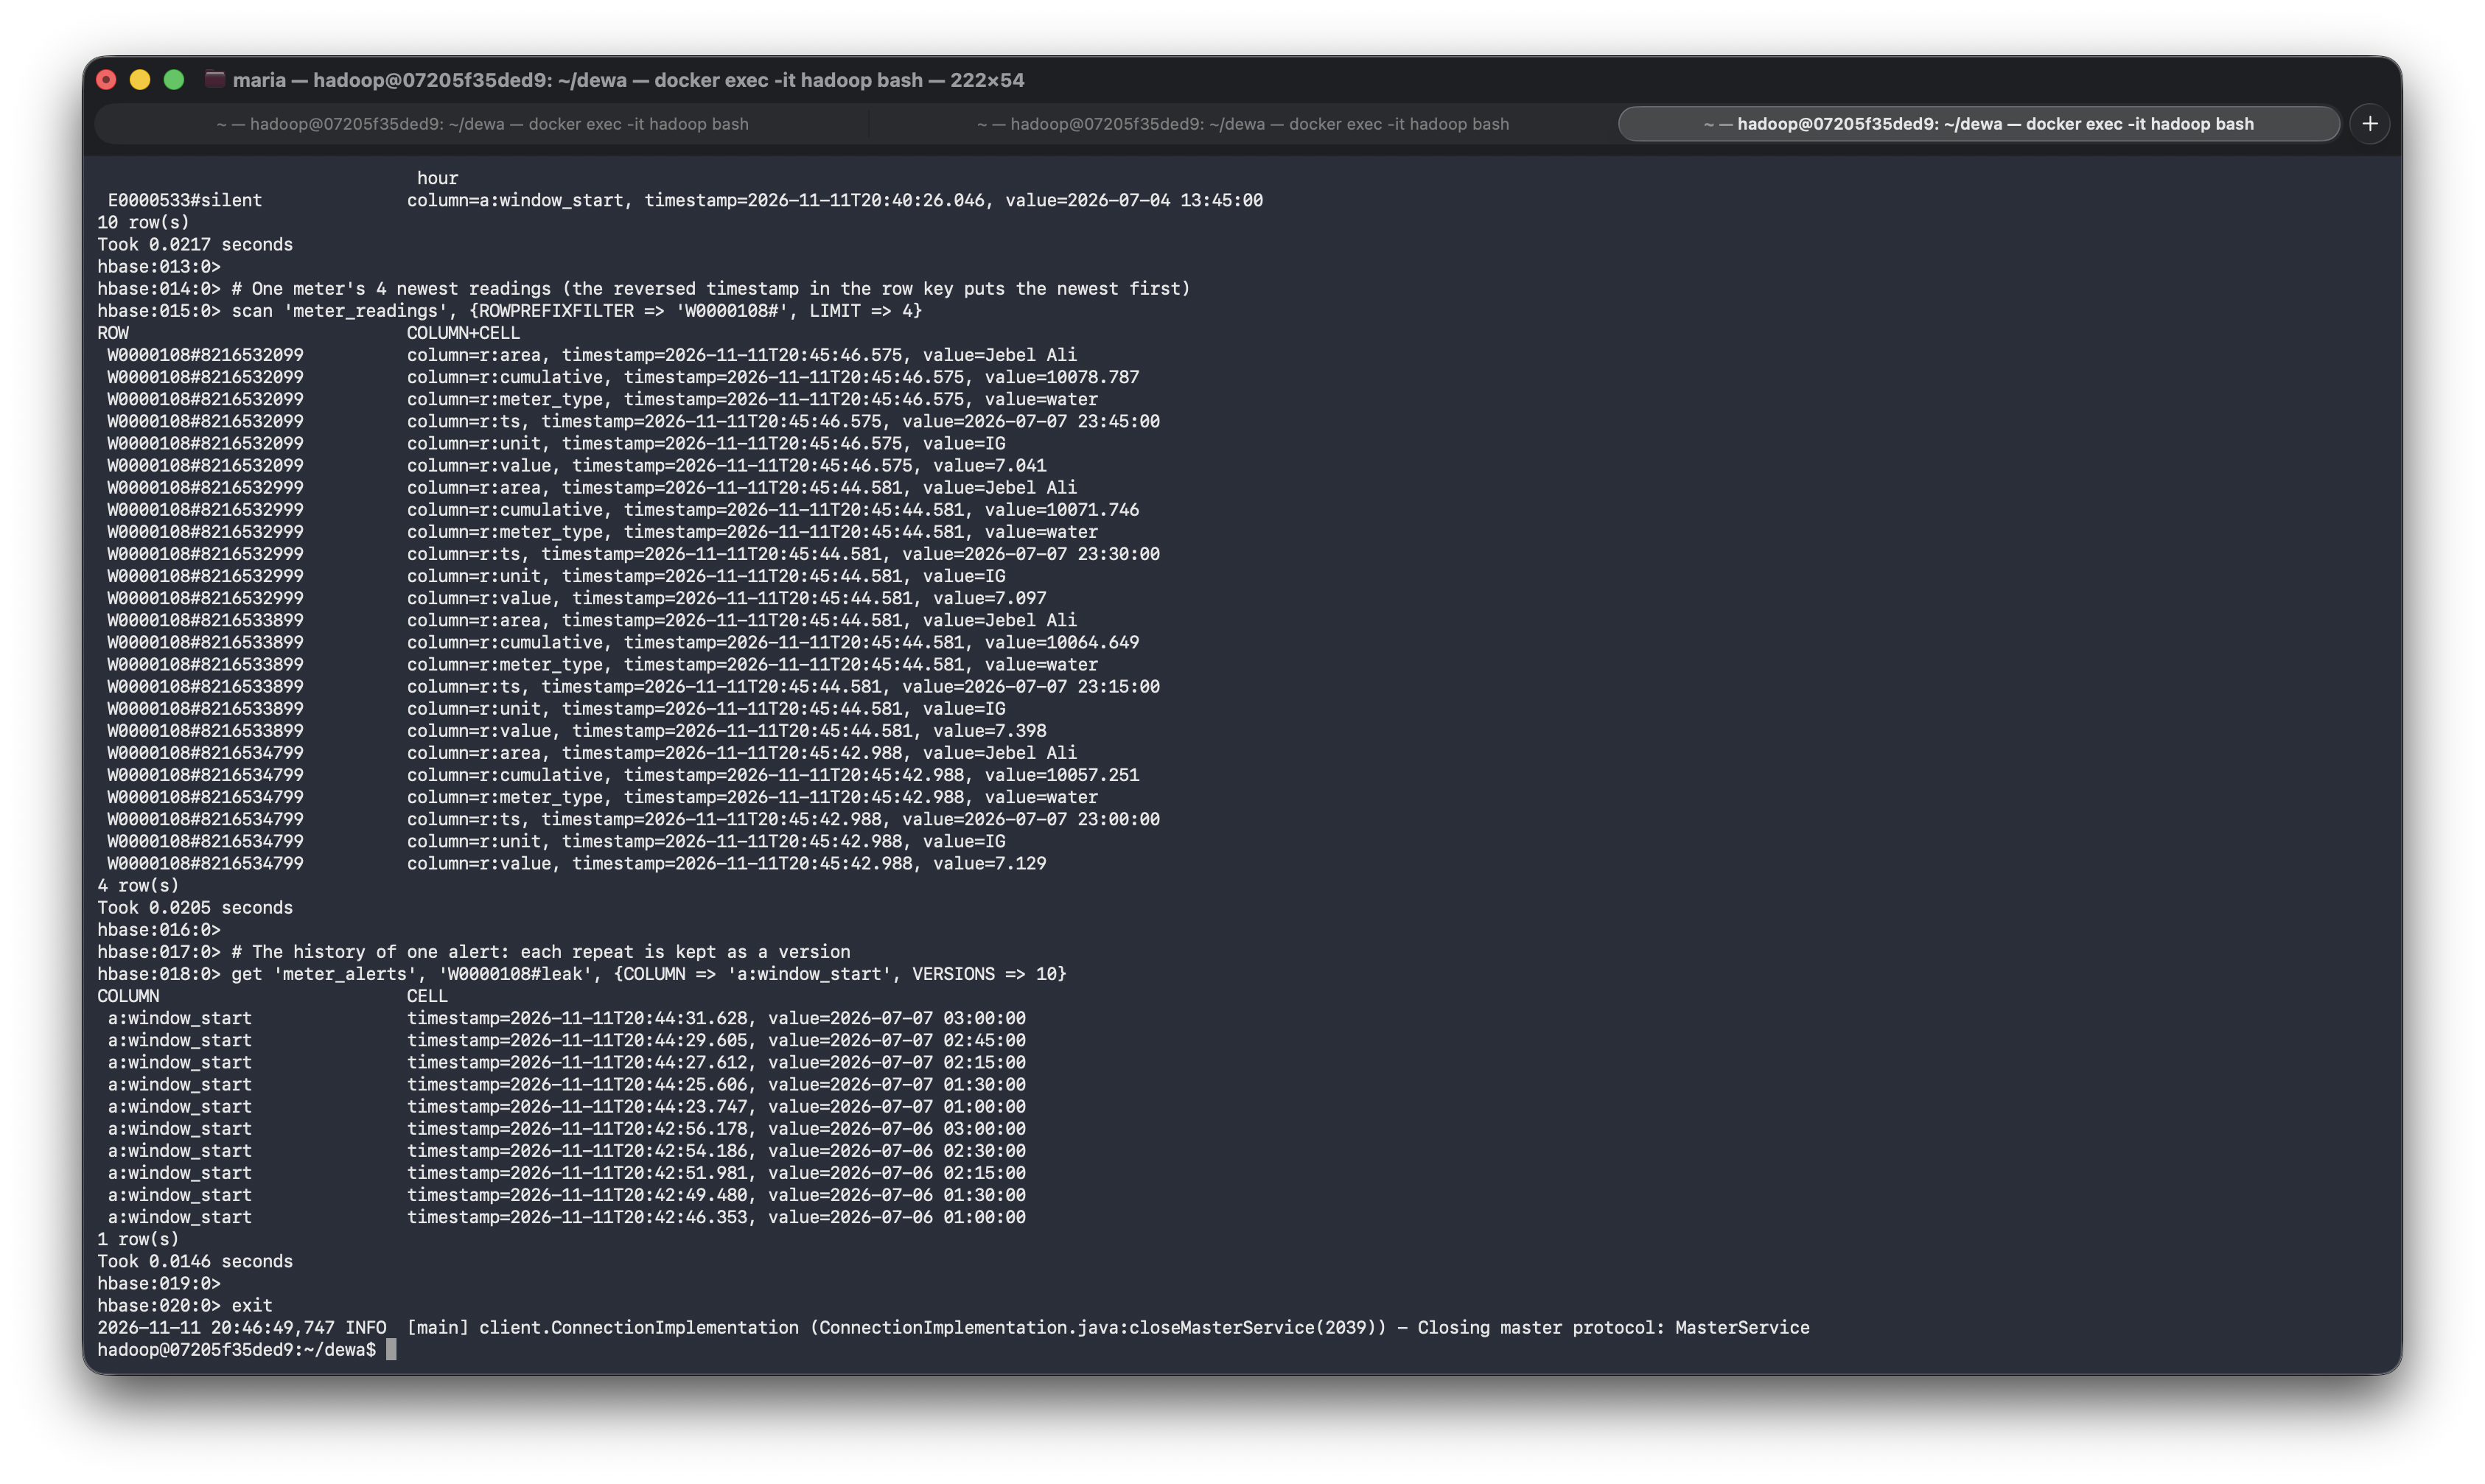 maria — hadoop@07205f35ded9: ~/dewa — docker exec -it hadoop bash — 222×54
~ — hadoop@07205f35ded9: ~/dewa — docker exec -it hadoop bash
~ — hadoop@07205f35ded9: ~/dewa — docker exec -it hadoop bash
~ — hadoop@07205f35ded9: ~/dewa — docker exec -it hadoop bash
+
hour
E0000533#silent column=a:window_start, timestamp=2026-11-11T20:40:26.046, value=2026-07-04 13:45:00
10 row(s)
Took 0.0217 seconds
hbase:013:0>
hbase:014:0> # One meter's 4 newest readings (the reversed timestamp in the row key puts the newest first)
hbase:015:0> scan 'meter_readings', {ROWPREFIXFILTER => 'W0000108#', LIMIT => 4}
ROW COLUMN+CELL
W0000108#8216532099 column=r:area, timestamp=2026-11-11T20:45:46.575, value=Jebel Ali
W0000108#8216532099 column=r:cumulative, timestamp=2026-11-11T20:45:46.575, value=10078.787
W0000108#8216532099 column=r:meter_type, timestamp=2026-11-11T20:45:46.575, value=water
W0000108#8216532099 column=r:ts, timestamp=2026-11-11T20:45:46.575, value=2026-07-07 23:45:00
W0000108#8216532099 column=r:unit, timestamp=2026-11-11T20:45:46.575, value=IG
W0000108#8216532099 column=r:value, timestamp=2026-11-11T20:45:46.575, value=7.041
W0000108#8216532999 column=r:area, timestamp=2026-11-11T20:45:44.581, value=Jebel Ali
W0000108#8216532999 column=r:cumulative, timestamp=2026-11-11T20:45:44.581, value=10071.746
W0000108#8216532999 column=r:meter_type, timestamp=2026-11-11T20:45:44.581, value=water
W0000108#8216532999 column=r:ts, timestamp=2026-11-11T20:45:44.581, value=2026-07-07 23:30:00
W0000108#8216532999 column=r:unit, timestamp=2026-11-11T20:45:44.581, value=IG
W0000108#8216532999 column=r:value, timestamp=2026-11-11T20:45:44.581, value=7.097
W0000108#8216533899 column=r:area, timestamp=2026-11-11T20:45:44.581, value=Jebel Ali
W0000108#8216533899 column=r:cumulative, timestamp=2026-11-11T20:45:44.581, value=10064.649
W0000108#8216533899 column=r:meter_type, timestamp=2026-11-11T20:45:44.581, value=water
W0000108#8216533899 column=r:ts, timestamp=2026-11-11T20:45:44.581, value=2026-07-07 23:15:00
W0000108#8216533899 column=r:unit, timestamp=2026-11-11T20:45:44.581, value=IG
W0000108#8216533899 column=r:value, timestamp=2026-11-11T20:45:44.581, value=7.398
W0000108#8216534799 column=r:area, timestamp=2026-11-11T20:45:42.988, value=Jebel Ali
W0000108#8216534799 column=r:cumulative, timestamp=2026-11-11T20:45:42.988, value=10057.251
W0000108#8216534799 column=r:meter_type, timestamp=2026-11-11T20:45:42.988, value=water
W0000108#8216534799 column=r:ts, timestamp=2026-11-11T20:45:42.988, value=2026-07-07 23:00:00
W0000108#8216534799 column=r:unit, timestamp=2026-11-11T20:45:42.988, value=IG
W0000108#8216534799 column=r:value, timestamp=2026-11-11T20:45:42.988, value=7.129
4 row(s)
Took 0.0205 seconds
hbase:016:0>
hbase:017:0> # The history of one alert: each repeat is kept as a version
hbase:018:0> get 'meter_alerts', 'W0000108#leak', {COLUMN => 'a:window_start', VERSIONS => 10}
COLUMN CELL
a:window_start timestamp=2026-11-11T20:44:31.628, value=2026-07-07 03:00:00
a:window_start timestamp=2026-11-11T20:44:29.605, value=2026-07-07 02:45:00
a:window_start timestamp=2026-11-11T20:44:27.612, value=2026-07-07 02:15:00
a:window_start timestamp=2026-11-11T20:44:25.606, value=2026-07-07 01:30:00
a:window_start timestamp=2026-11-11T20:44:23.747, value=2026-07-07 01:00:00
a:window_start timestamp=2026-11-11T20:42:56.178, value=2026-07-06 03:00:00
a:window_start timestamp=2026-11-11T20:42:54.186, value=2026-07-06 02:30:00
a:window_start timestamp=2026-11-11T20:42:51.981, value=2026-07-06 02:15:00
a:window_start timestamp=2026-11-11T20:42:49.480, value=2026-07-06 01:30:00
a:window_start timestamp=2026-11-11T20:42:46.353, value=2026-07-06 01:00:00
1 row(s)
Took 0.0146 seconds
hbase:019:0>
hbase:020:0> exit
2026-11-11 20:46:49,747 INFO [main] client.ConnectionImplementation (ConnectionImplementation.java:closeMasterService(2039)) - Closing master protocol: MasterService
hadoop@07205f35ded9:~/dewa$